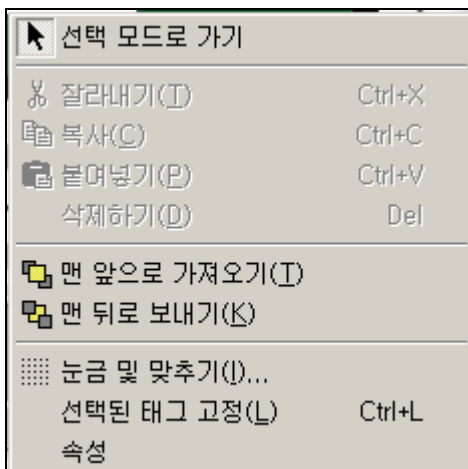 선택 모드로 가기
잘라내기(T) Ctrl+X
복사(C) Ctrl+C
붙여넣기(P) Ctrl+V
삭제하기(D) Del
맨 앞으로 가져오기(T)
맨 뒤로 보내기(K)
눈금 및 맞추기(I)...
선택된 태그 고정(L) Ctrl+L
속성